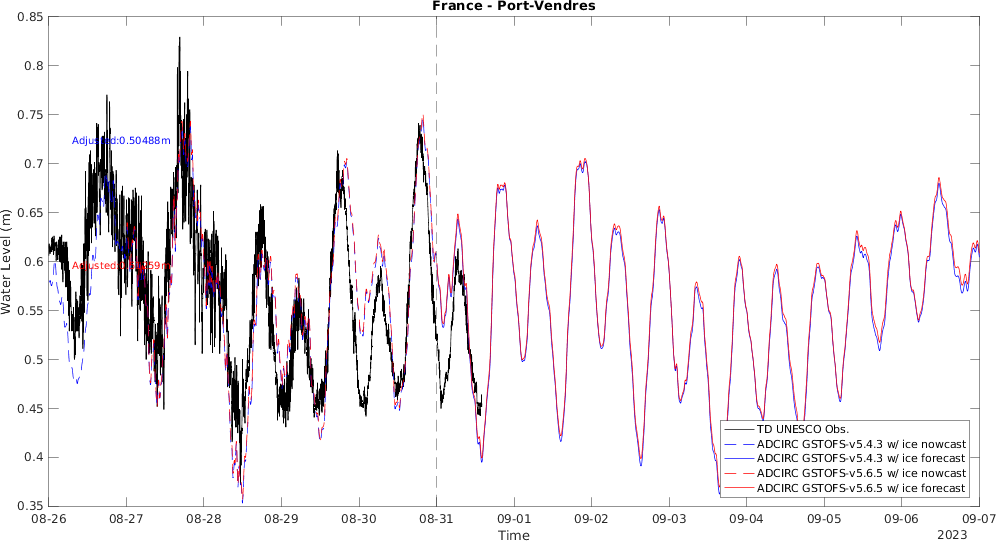 France - Port-Vendres
0.85
0.8
0.75
0.7
0.65
0.6
0.55
0.5
0.45
0.4
0.35
Water Level (m)
Adjusted:0.50488m
TD UNESCO Obs.
ADCIRC GSTOFS-v5.4.3 w/ ice nowcast
ADCIRC GSTOFS-v5.4.3 w/ ice forecast
ADCIRC GSTOFS-v5.6.5 w/ ice nowcast
ADCIRC GSTOFS-v5.6.5 w/ ice forecast
08-26 08-27 08-28 08-29 08-30 08-31 09-01 09-02 09-03 09-04 09-05 09-06 09-07
Time
2023